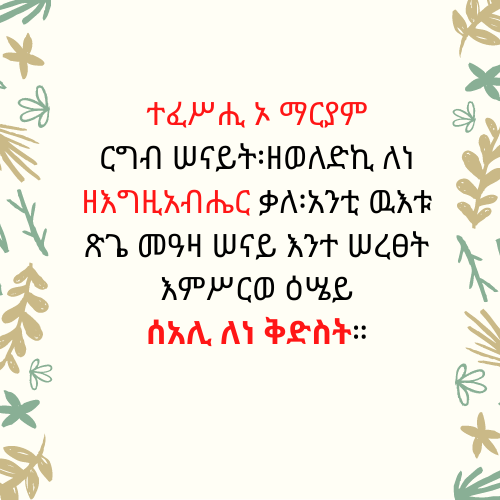 ተፈሥሒ ኦ ማርያም
ርግብ ሠናይት፡ዘወለድኪ ለነ
ዘእግዚአብሔር ቃለ፡አንቲ ዉእቱ
ጽጌ መዓዛ ሠናይ እንተ ሠረፀት
እምሥርወ ዕሤይ
ሰአሊ ለነ ቅድስት።